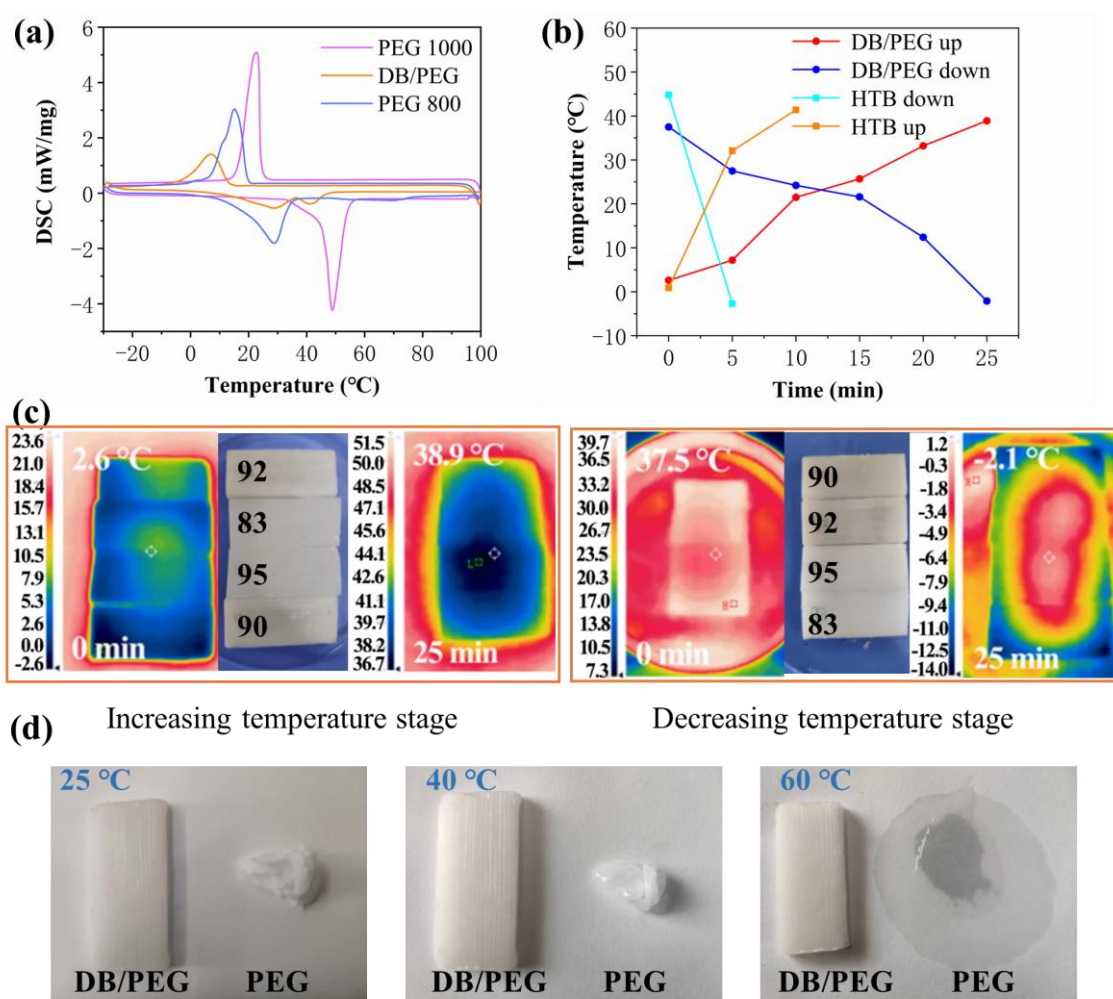 (a)
6
4
2
0
−2
−4
DSC (mW/mg)
PEG 1000
DB/PEG
PEG 800
−20
0
20
40
60
80
100
Temperature (℃)
(b)
60
50
40
30
20
10
0
−10
Temperature (℃)
DB/PEG up
DB/PEG down
HTB down
HTB up
0
5
10
15
20
25
Time (min)
(c)
23.6
21.0
18.4
15.7
13.1
10.5
7.9
5.3
2.6
0.0
-2.6
2.6 ℃
0 min
92
83
95
90
51.5
50.0
48.5
47.0
45.6
44.1
42.6
41.1
39.7
38.2
36.7
38.9 ℃
L
25 min
39.7
36.5
33.2
30.0
26.7
23.5
20.3
17.0
13.8
10.5
7.3
37.5 ℃
H
0 min
90
92
95
83
1.2
-0.3
-1.8
-3.4
-4.9
-6.4
-7.9
-9.4
-11.0
-12.5
-14.0
-2.1 ℃
H
25 min
Increasing temperature stage
Decreasing temperature stage
(d)
25 ℃
DB/PEG
PEG
40 ℃
DB/PEG
PEG
60 ℃
DB/PEG
PEG